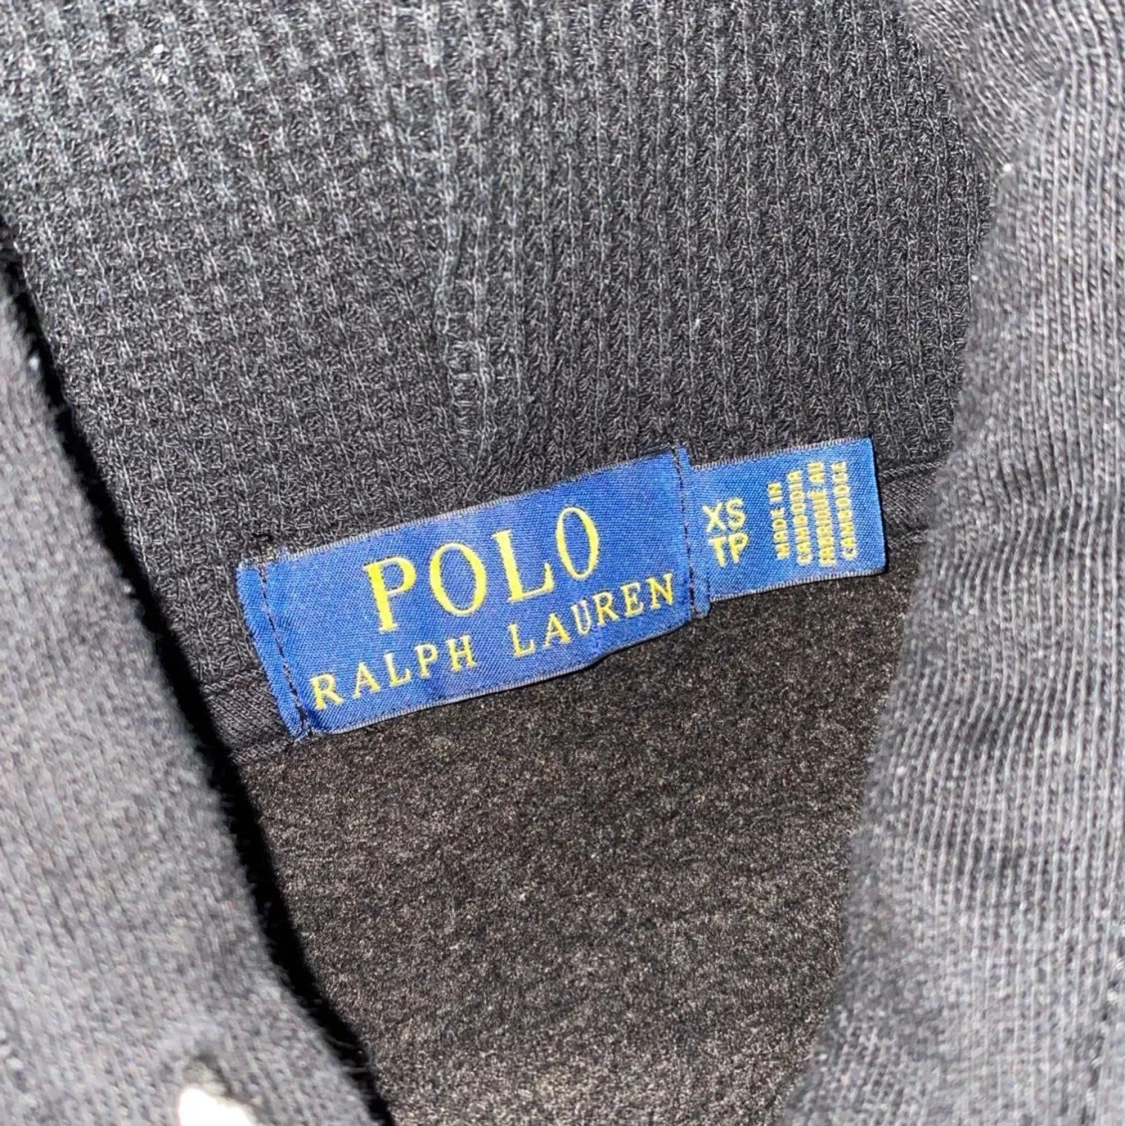 POLO
RALPH LAUREN
XS
TP
MADE IN
CAMBODIA
FABRIQUÉ AU
CAMBODGE